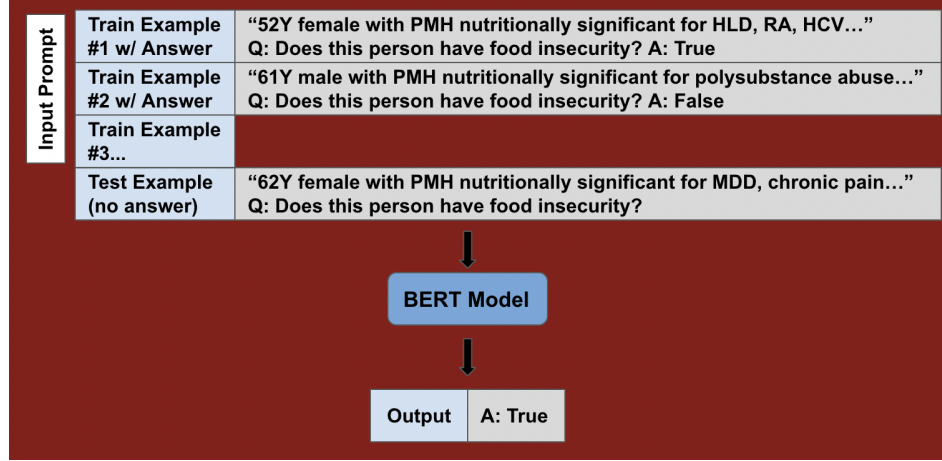 Input Prompt
Train Example
#1 w/ Answer
“52Y female with PMH nutritionally significant for HLD, RA, HCV…”
Q: Does this person have food insecurity? A: True
Train Example
#2 w/ Answer
“61Y male with PMH nutritionally significant for polysubstance abuse…”
Q: Does this person have food insecurity? A: False
Train Example
#3...
Test Example
(no answer)
“62Y female with PMH nutritionally significant for MDD, chronic pain…”
Q: Does this person have food insecurity?
BERT Model
Output
A: True